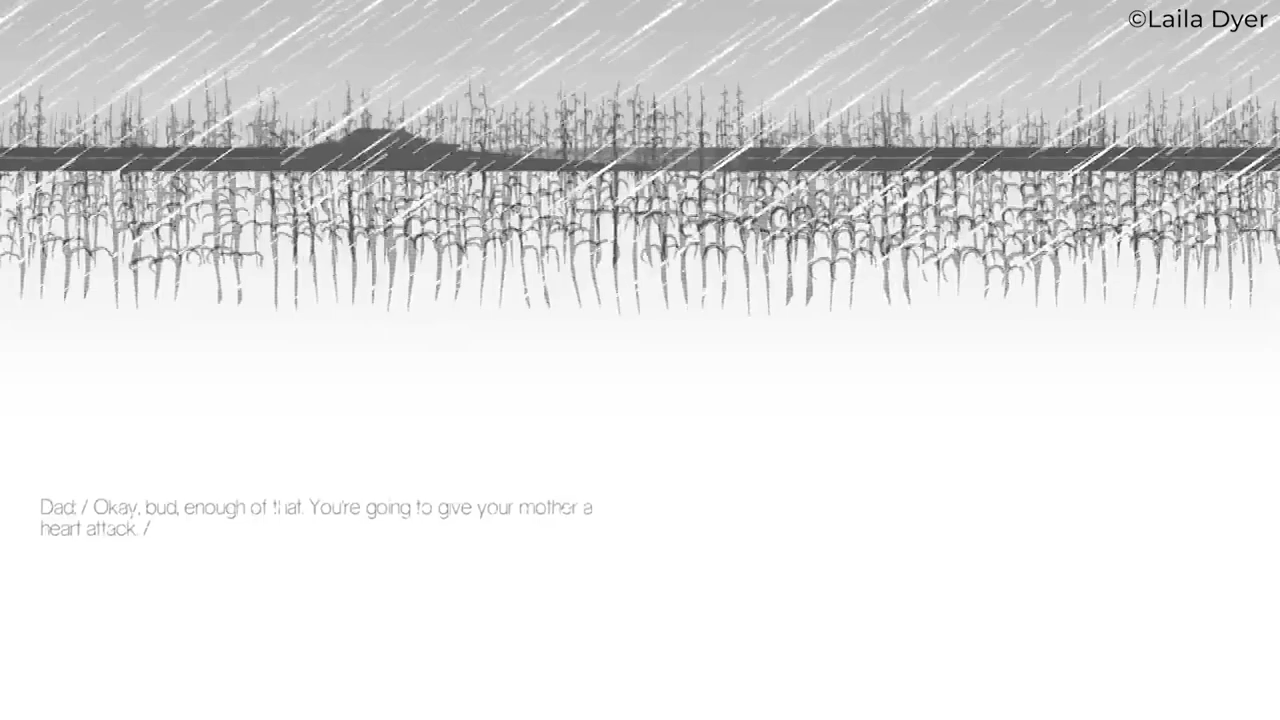 ©Laila Dyer
Dad: / Okay, bud, enough of that. You're going to give your mother a
heart attack. /